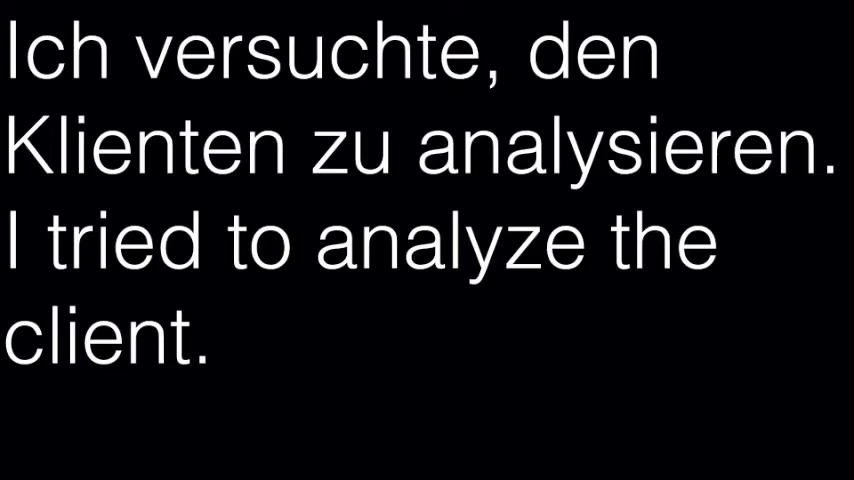 Ich versuchte, den
Klienten zu analysieren.
I tried to analyze the
client.